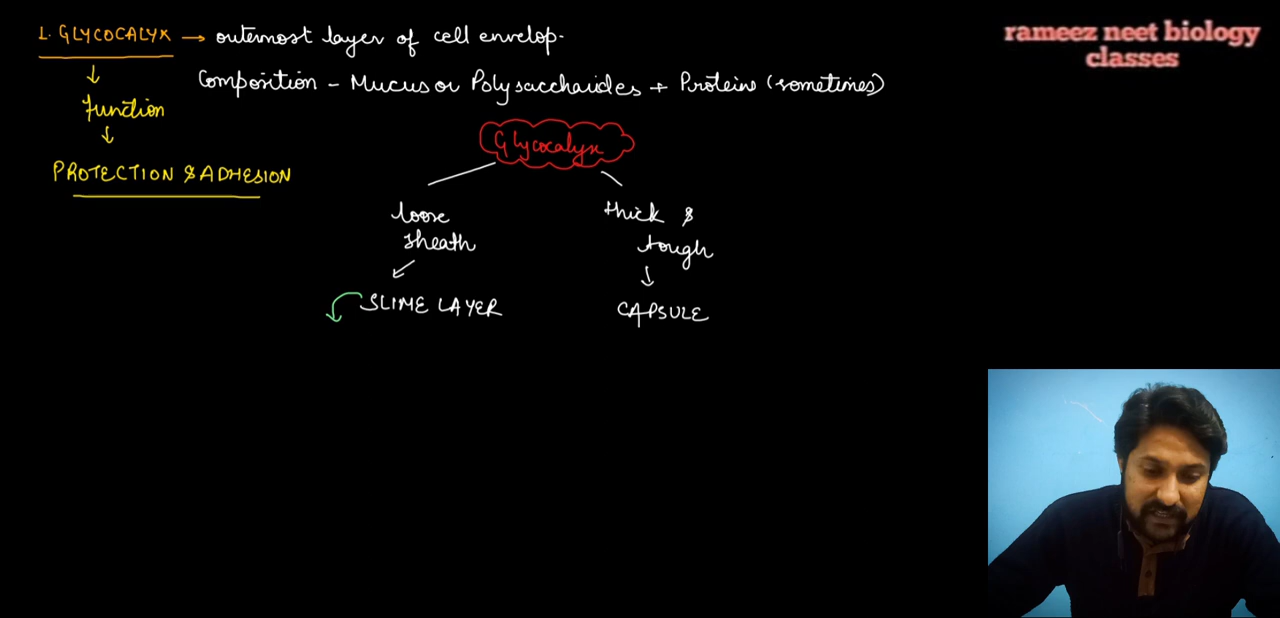 1. GLYCOCALYX → outermost layer of cell envelop.
Composition - Mucus or Polysaccharides + Proteins (sometimes)
↓
function
↓
PROTECTION & ADHESION
Glycocalyx
loose
sheath
SLIME LAYER
thick &
tough
↓
CAPSULE
rameez neet biology
classes